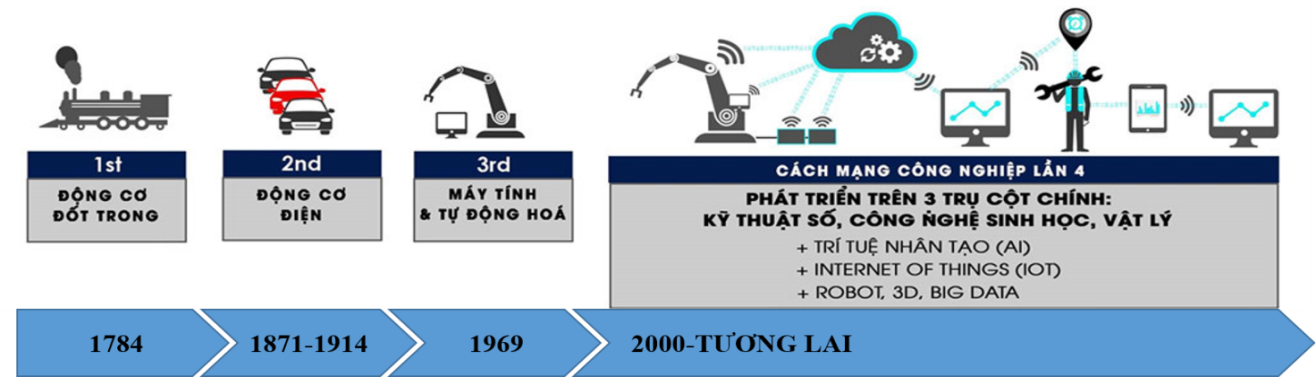 1st
ĐỘNG CƠ
ĐỐT TRONG
2nd
ĐỘNG CƠ
ĐIỆN
3rd
MÁY TÍNH
& TỰ ĐỘNG HOÁ
CÁCH MẠNG CÔNG NGHIỆP LẦN 4
PHÁT TRIỂN TRÊN 3 TRỤ CỘT CHÍNH:
KỸ THUẬT SỐ, CÔNG NGHỆ SINH HỌC, VẬT LÝ
+ TRÍ TUỆ NHÂN TẠO (AI)
+ INTERNET OF THINGS (IOT)
+ ROBOT, 3D, BIG DATA
1784
1871-1914
1969
2000-TƯƠNG LAI